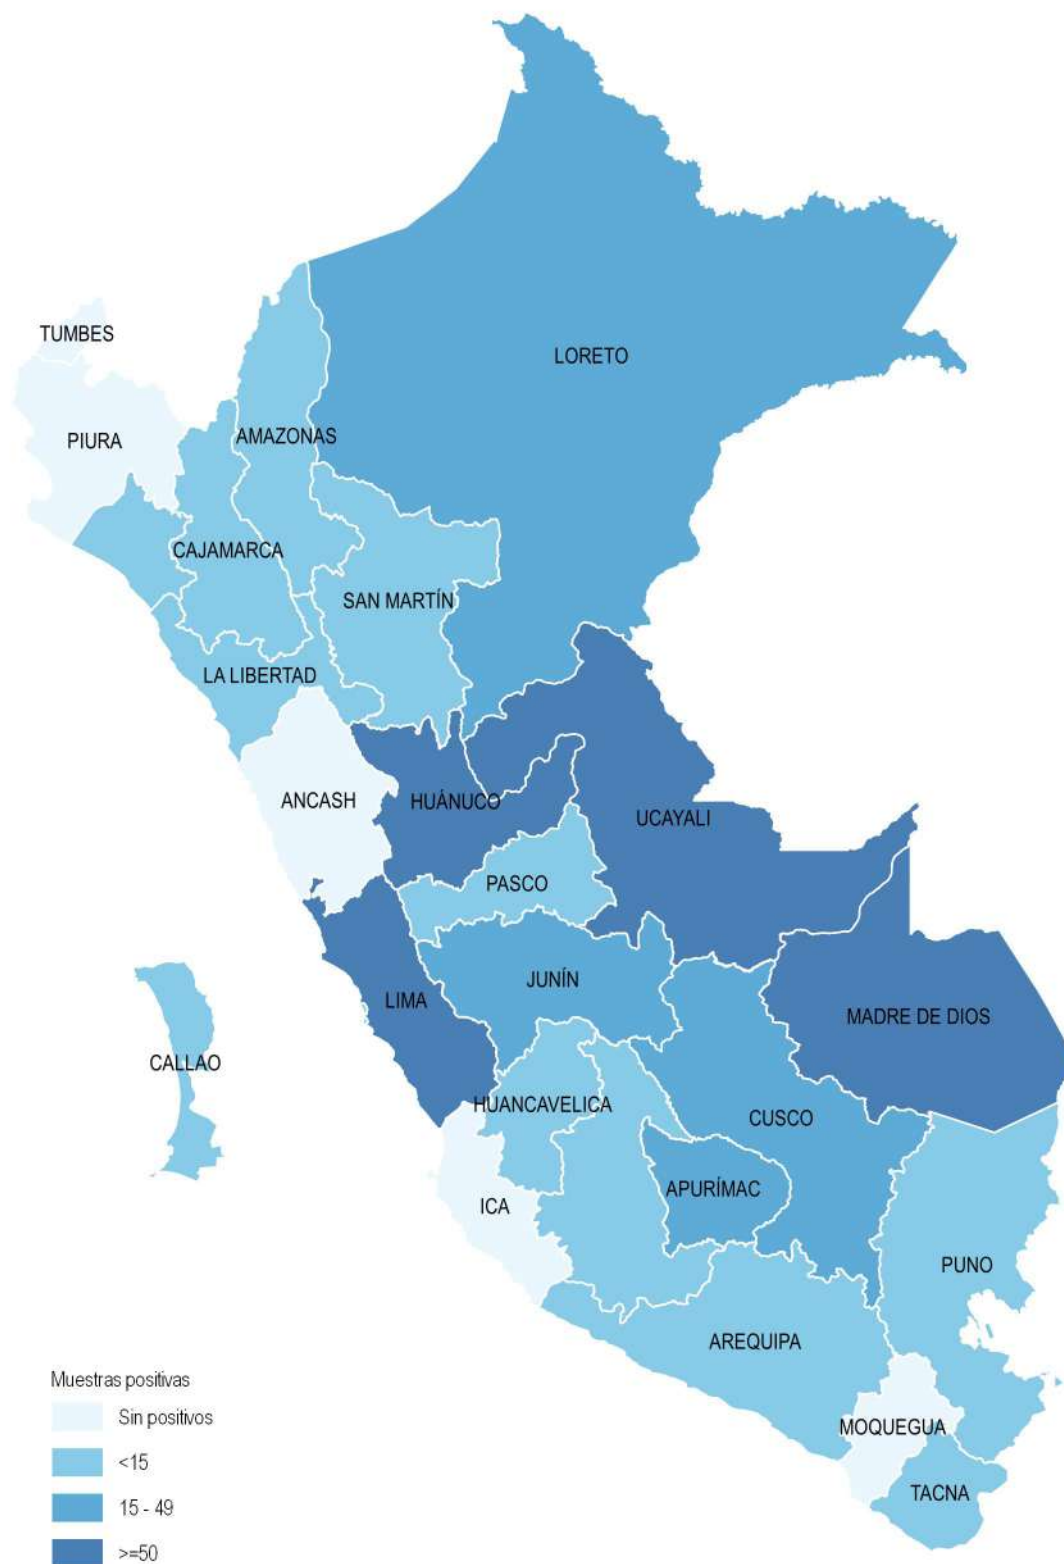 TUMBES
LORETO
PIURA
AMAZONAS
CAJAMARCA
SAN MARTÍN
LA LIBERTAD
ANCASH
HUÁNUCO
UCAYALI
PASCO
JUNÍN
LIMA
MADRE DE DIOS
CALLAO
HUANCAVELICA
CUSCO
APURÍMAC
ICA
PUNO
AREQUIPA
MOQUEGUA
TACNA
Muestras positivas
Sin positivos
<15
15 - 49
>=50